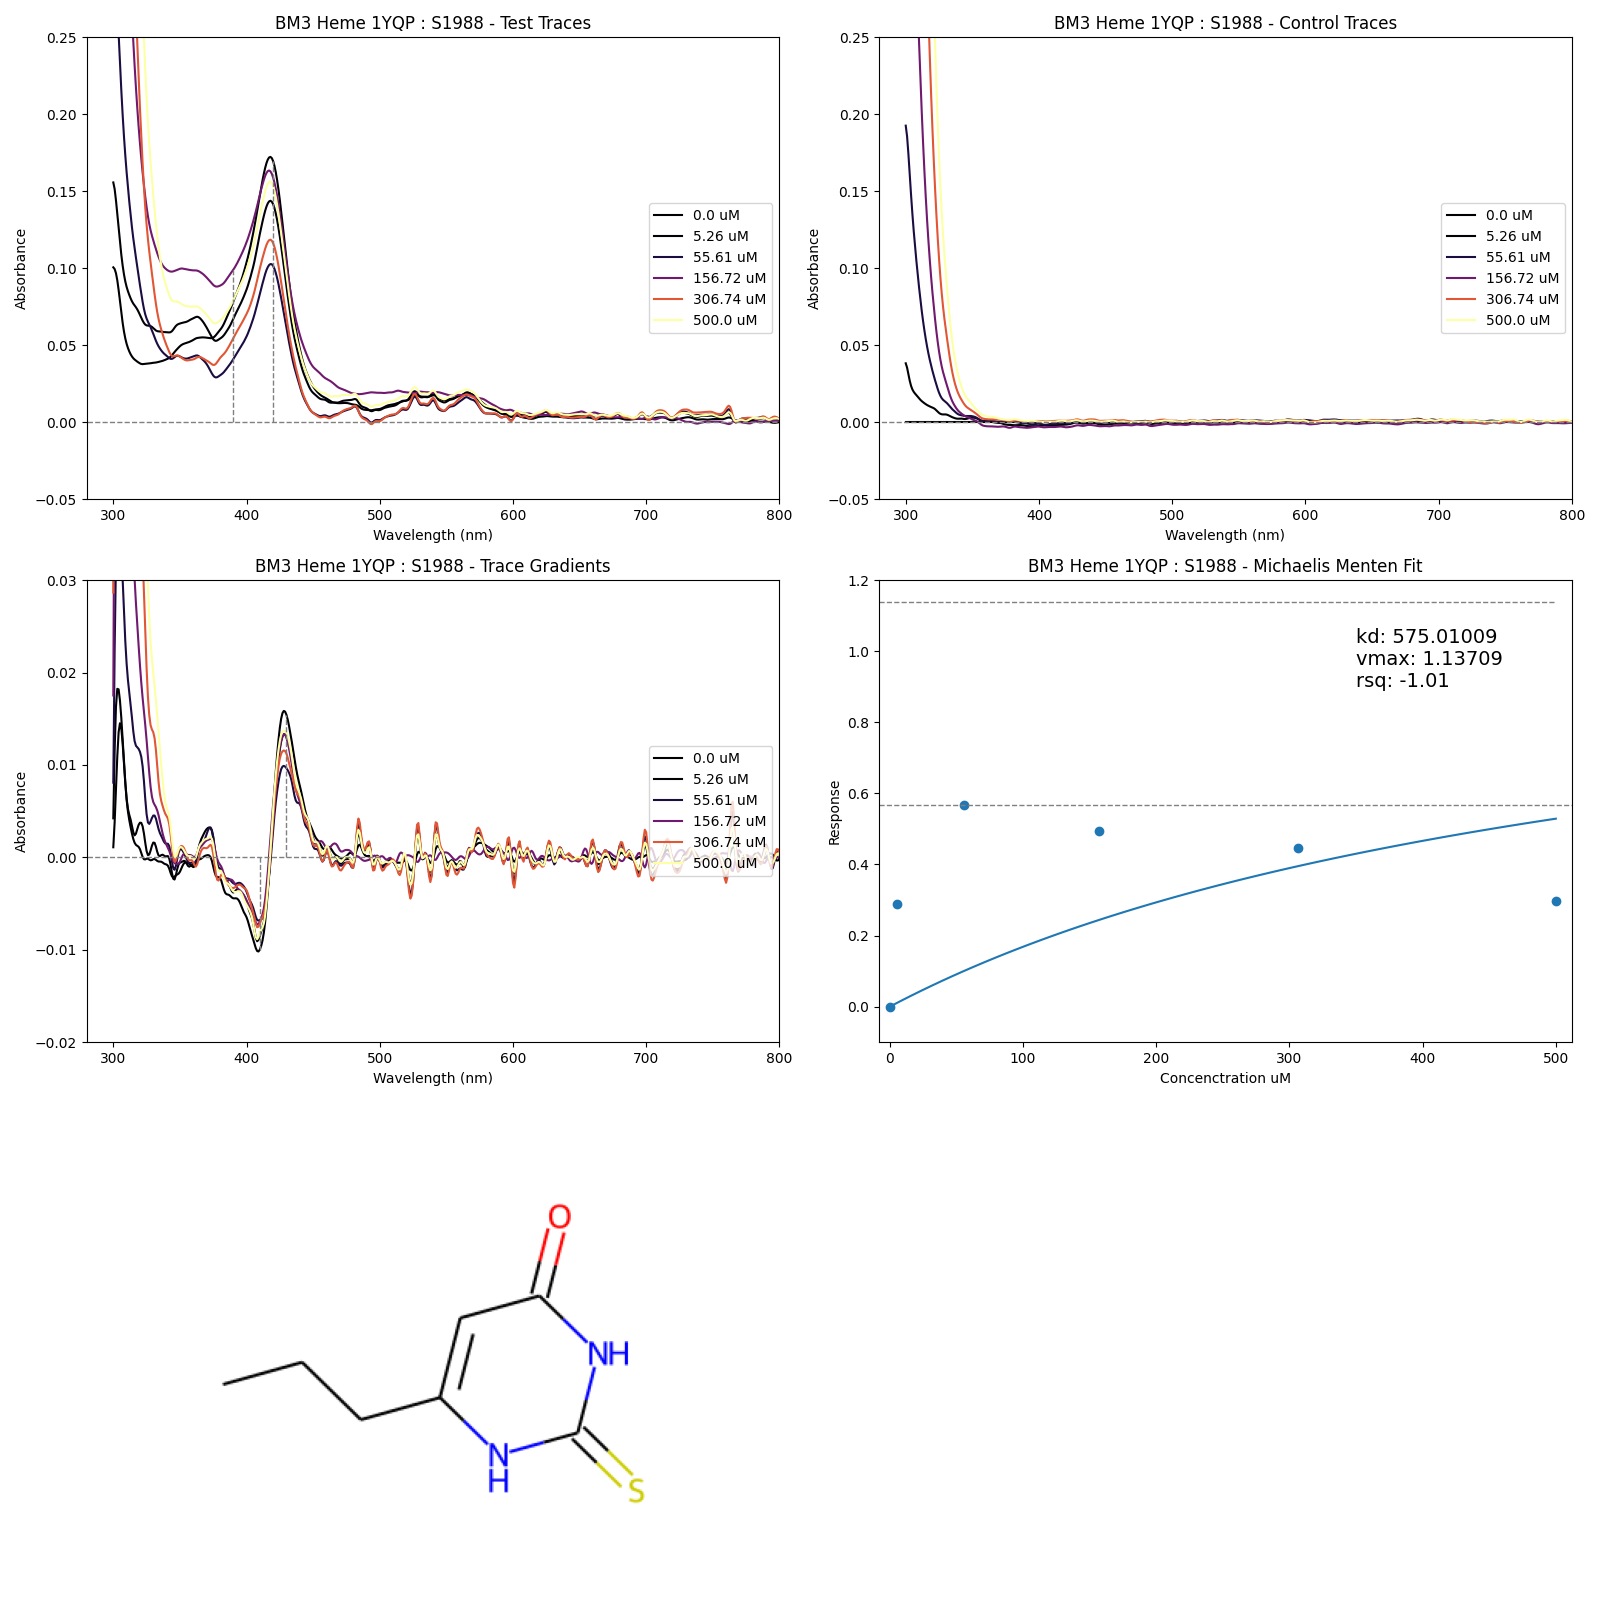 BM3 Heme 1YQP : S1988 - Test Traces
0.25
0.20
0.15
0.10
0.05
0.00
−0.05
Absorbance
300 400 500 600 700 800
Wavelength (nm)
0.0 uM
5.26 uM
55.61 uM
156.72 uM
306.74 uM
500.0 uM
BM3 Heme 1YQP : S1988 - Control Traces
0.25
0.20
0.15
0.10
0.05
0.00
−0.05
Absorbance
300 400 500 600 700 800
Wavelength (nm)
0.0 uM
5.26 uM
55.61 uM
156.72 uM
306.74 uM
500.0 uM
BM3 Heme 1YQP : S1988 - Trace Gradients
0.03
0.02
0.01
0.00
−0.01
−0.02
Absorbance
300 400 500 600 700 800
Wavelength (nm)
0.0 uM
5.26 uM
55.61 uM
156.72 uM
306.74 uM
500.0 uM
BM3 Heme 1YQP : S1988 - Michaelis Menten Fit
1.2
1.0
0.8
0.6
0.4
0.2
0.0
Response
0 100 200 300 400 500
Concenctration uM
kd: 575.01009
vmax: 1.13709
rsq: -1.01
O
NH
N
H
S